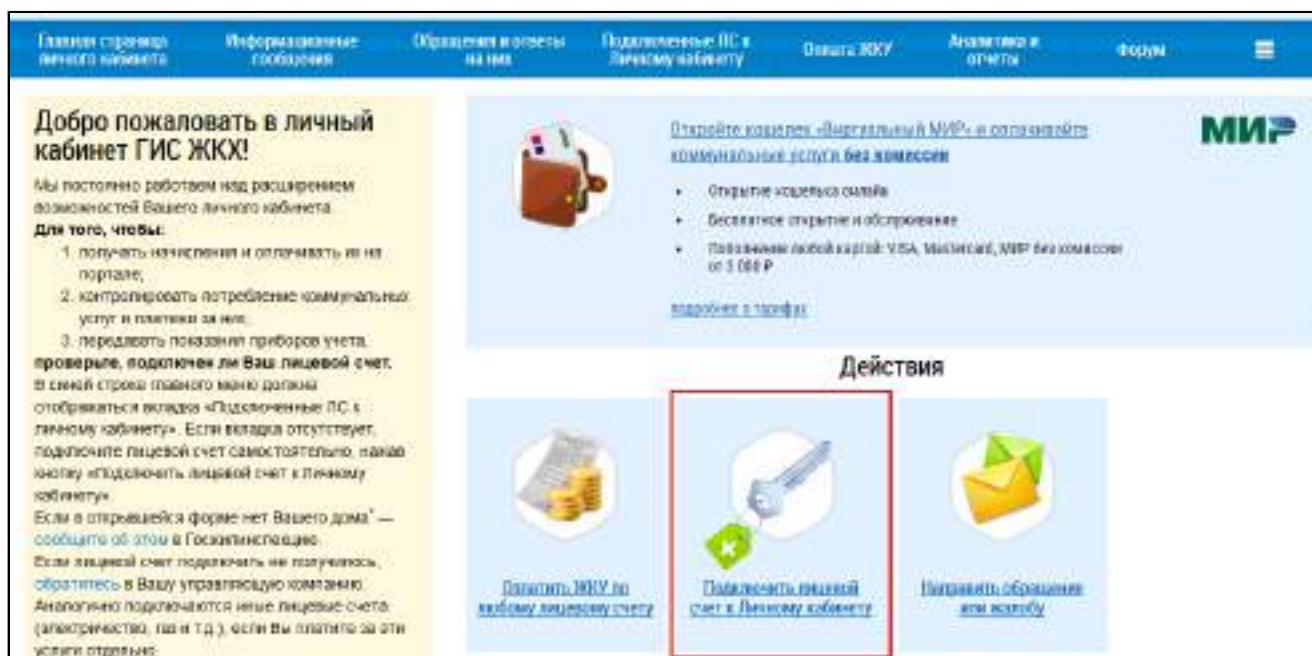 Главная страница
личного кабинета
Информационные
сообщения
Обращения и ответы
на них
Подключенные ЛС к
Личному кабинету
Оплата ЖКУ
Аналитика и
отчеты
Форум
Добро пожаловать в личный
кабинет ГИС ЖКХ!
Мы постоянно работаем над расширением
возможностей Вашего личного кабинета.
Для того, чтобы:
1. получать начисления и оплачивать их на
портале;
2. контролировать потребление коммунальных
услуг и платежи за них;
3. передавать показания приборов учета,
проверьте, подключен ли Ваш лицевой счет.
В синей строке главного меню должна
отображаться вкладка «Подключенные ЛС к
личному кабинету». Если вкладка отсутствует,
подключите лицевой счет самостоятельно, нажав
кнопку «Подключить лицевой счет к Личному
кабинету».
Если в открывшейся форме нет Вашего дома* —
сообщите об этом в Госжилинспекцию.
Если лицевой счет подключить не получилось,
обратитесь в Вашу управляющую компанию.
Аналогично подключаются иные лицевые счета
(электричество, газ и т.д.), если Вы платите за эти
услуги отдельно.
Откройте кошелек «Виртуальный МИР» и оплачивайте
коммунальные услуги без комиссии
• Открытие кошелька онлайн
• Бесплатное открытие и обслуживание
• Пополнение любой картой: VISA, Mastercard, МИР без комиссии
от 3 000 ₽
подробнее о тарифах
МИР
Действия
Оплатить ЖКУ по
любому лицевому счету
Подключить лицевой
счет к Личному кабинету
Направить обращение
или жалобу